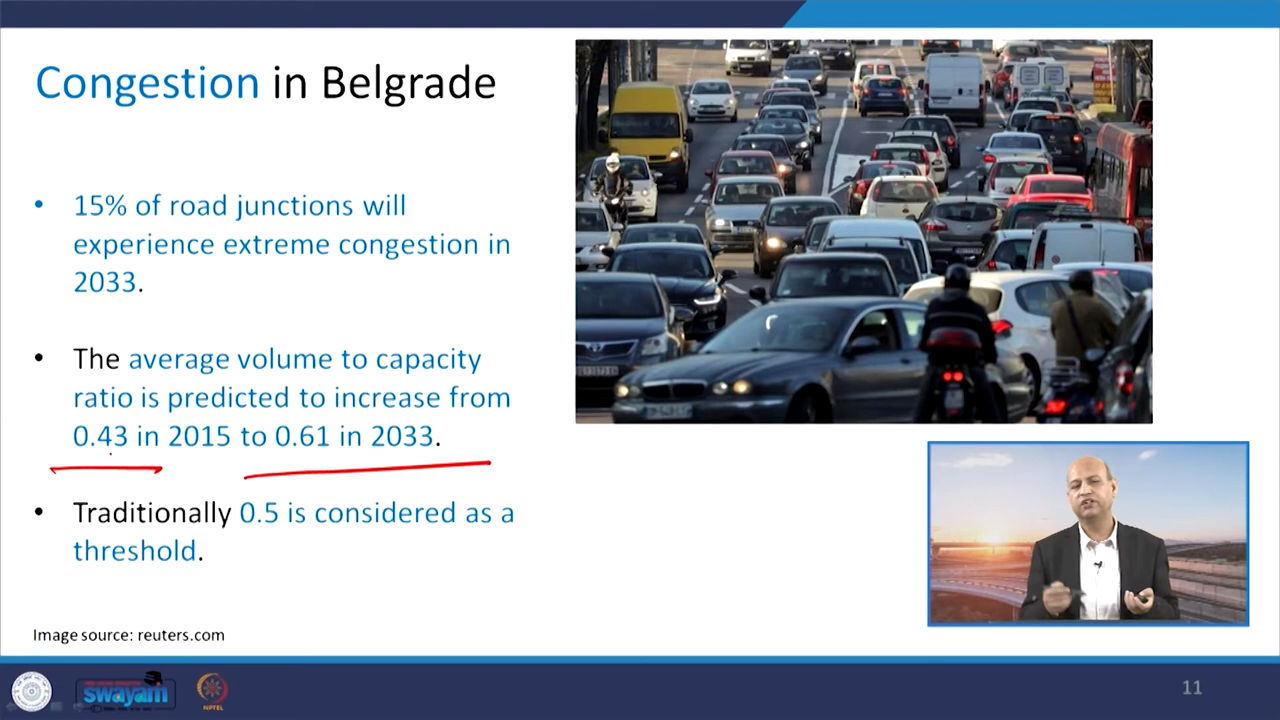 Congestion in Belgrade
• 15% of road junctions will
experience extreme congestion in
2033.
• The average volume to capacity
ratio is predicted to increase from
0.43 in 2015 to 0.61 in 2033.
• Traditionally 0.5 is considered as a
threshold.
Image source: reuters.com
swayam
NPTEL
11